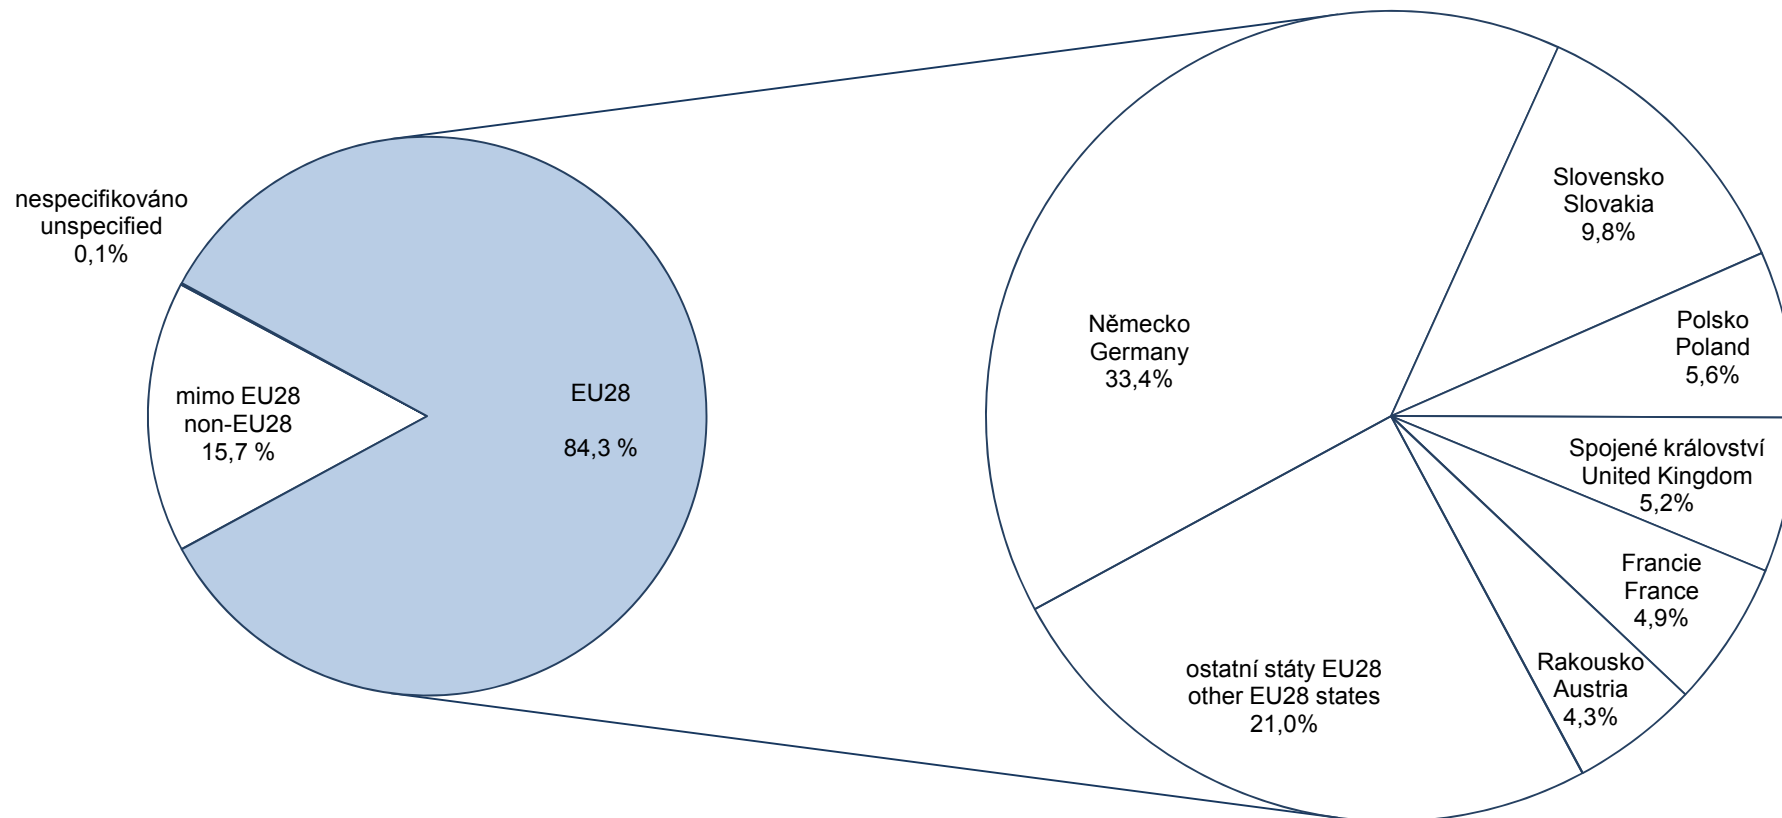 nespecifikováno
unspecified
0,1%
mimo EU28
non-EU28
15,7 %
EU28
84,3 %
Německo
Germany
33,4%
Slovensko
Slovakia
9,8%
Polsko
Poland
5,6%
Spojené království
United Kingdom
5,2%
Francie
France
4,9%
Rakousko
Austria
4,3%
ostatní státy EU28
other EU28 states
21,0%